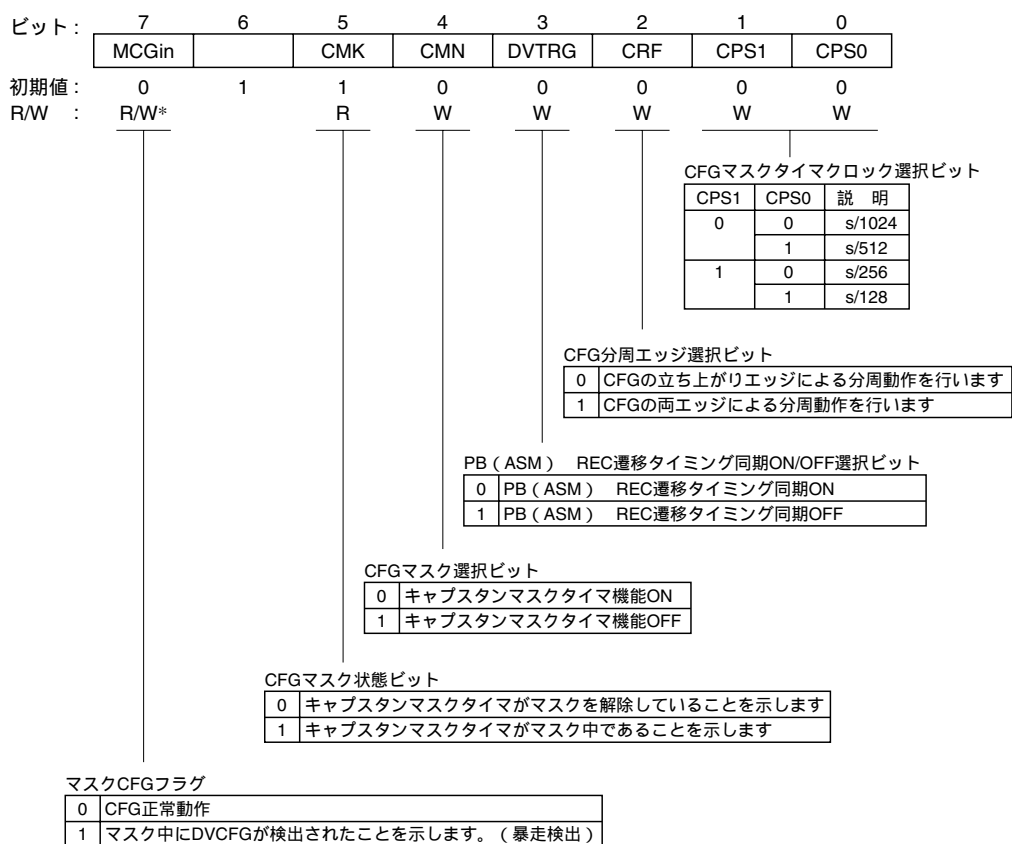 ビット : 7 6 5 4 3 2 1 0
MCGin CMK CMN DVTRG CRF CPS1 CPS0
初期値 : 0 1 1 0 0 0 0 0
R/W : R/W* R W W W W W
CFGマスクタイマクロック選択ビット
CPS1 CPS0 説 明
0 0 s/1024
1 s/512
1 0 s/256
1 s/128
CFG分周エッジ選択ビット
0 CFGの立ち上がりエッジによる分周動作を行います
1 CFGの両エッジによる分周動作を行います
PB(ASM) REC遷移タイミング同期ON/OFF選択ビット
0 PB(ASM) REC遷移タイミング同期ON
1 PB(ASM) REC遷移タイミング同期OFF
CFGマスク選択ビット
0 キャプスタンマスクタイマ機能ON
1 キャプスタンマスクタイマ機能OFF
CFGマスク状態ビット
0 キャプスタンマスクタイマがマスクを解除していることを示します
1 キャプスタンマスクタイマがマスク中であることを示します
マスクCFGフラグ
0 CFG正常動作
1 マスク中にDVCFGが検出されたことを示します。(暴走検出)